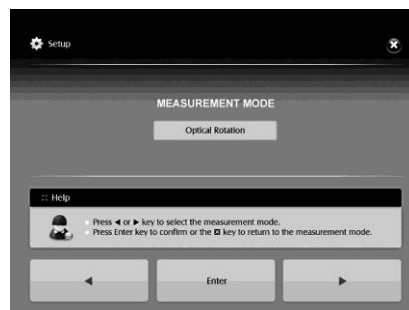 Setup
MEASUREMENT MODE
Optical Rotation
:: Help
Press ◄ or ► key to select the measurement mode.
Press Enter key to confirm or the ⊠ key to return to the measurement mode.
◄ Enter ►